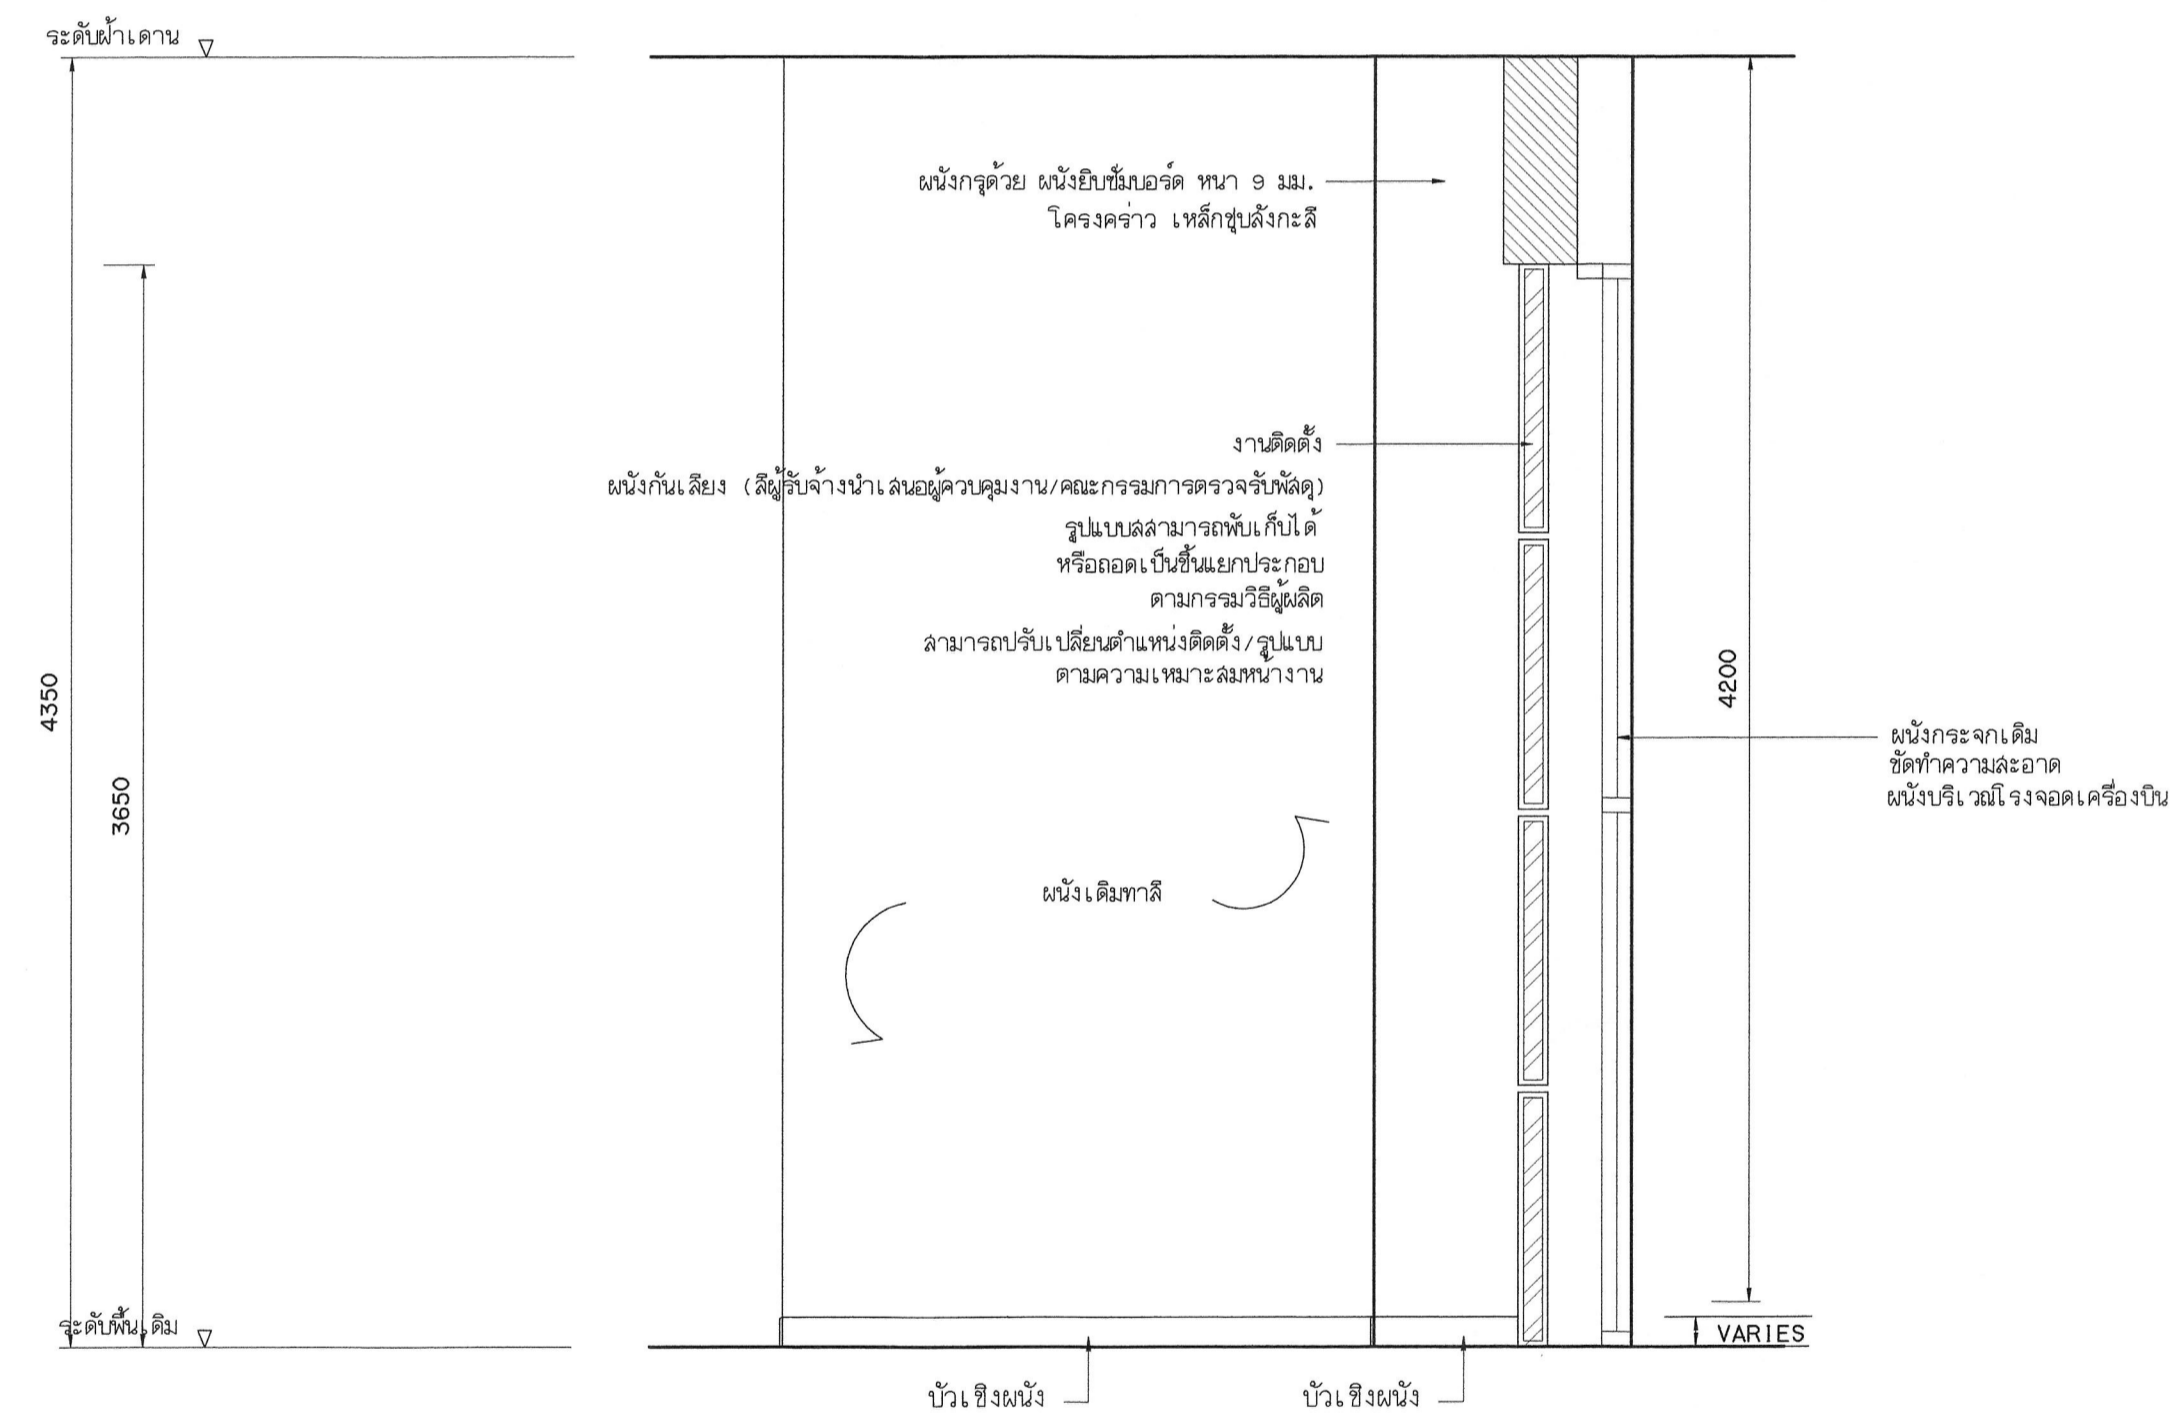 ระดับฝ้าเดาน
ผนังกรุด้วย ผนังยิบซั่มบอร์ด หนา 9 มม.
โครงคร่าว เหล็กชุบสังกะสี
งานติดตั้ง
ผนังกันเสียง (สีผู้รับจ้างนำเสนอผู้ควบคุมงาน/คณะกรรมการตรวจรับพัสดุ)
รูปแบบสสามารถพับเก็บได้
หรือถอดเป็นชิ้นแยกประกอบ
ตามกรรมวิธีผู้ผลิต
สามารถปรับเปลี่ยนตำแหน่งติดตั้ง/รูปแบบ
ตามความเหมาะสมหน้างาน
4350
3650
4200
ผนังกระจกเดิม
ขัดทำความสะอาด
ผนังบริเวณโรงจอดเครื่องบิน
ผนังเดิมทาสี
ระดับพื้นเดิม
VARIES
บัวเชิงผนัง
บัวเชิงผนัง